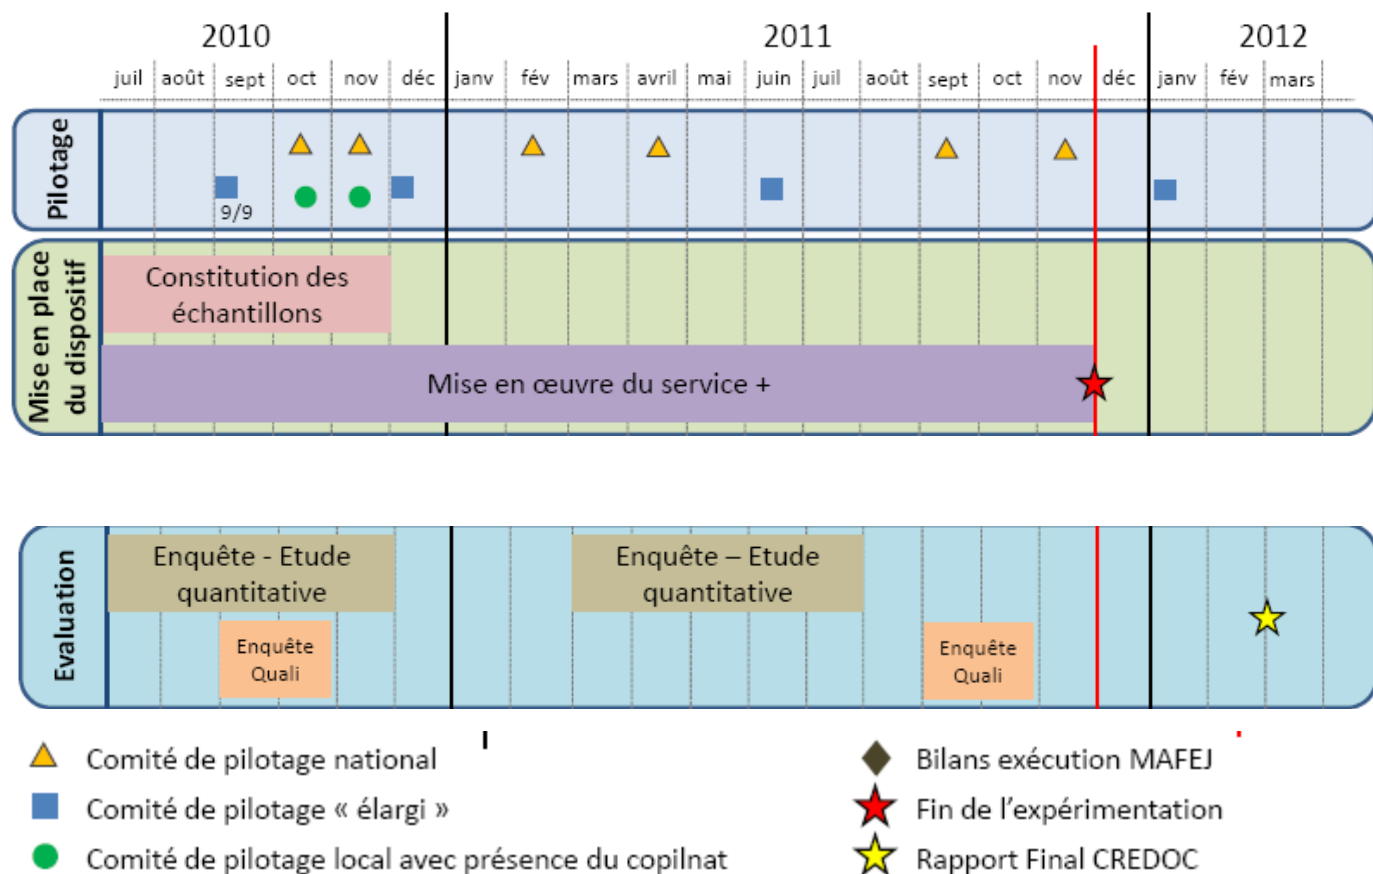 2010 2011 2012
juil août sept oct nov déc janv fév mars avril mai juin juil août sept oct nov déc janv fév mars
Pilotage
9/9
Mise en place
du dispositif
Constitution des
échantillons
Mise en œuvre du service +
Evaluation
Enquête - Etude
quantitative
Enquête – Etude
quantitative
Enquête
Quali
Enquête
Quali
Comité de pilotage national
Comité de pilotage « élargi »
Comité de pilotage local avec présence du copilnat
Bilans exécution MAFEJ
Fin de l'expérimentation
Rapport Final CREDOC